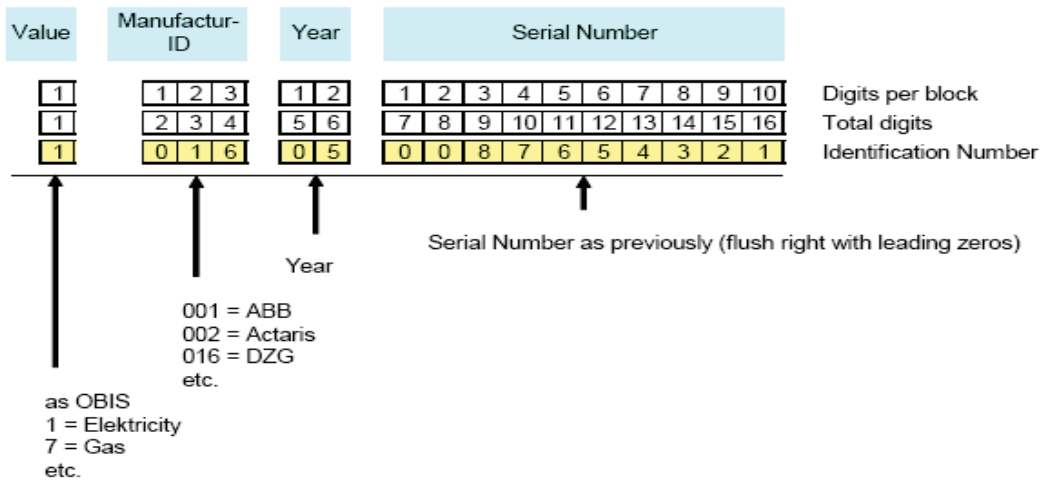 Value Manufactur-ID Year Serial Number
1 1 2 3 1 2 1 2 3 4 5 6 7 8 9 10 Digits per block
1 2 3 4 5 6 7 8 9 10 11 12 13 14 15 16 Total digits
1 0 1 6 0 5 0 0 8 7 6 5 4 3 2 1 Identification Number
Serial Number as previously (flush right with leading zeros)
Year
001 = ABB
002 = Actaris
016 = DZG
etc.
as OBIS
1 = Elektricity
7 = Gas
etc.